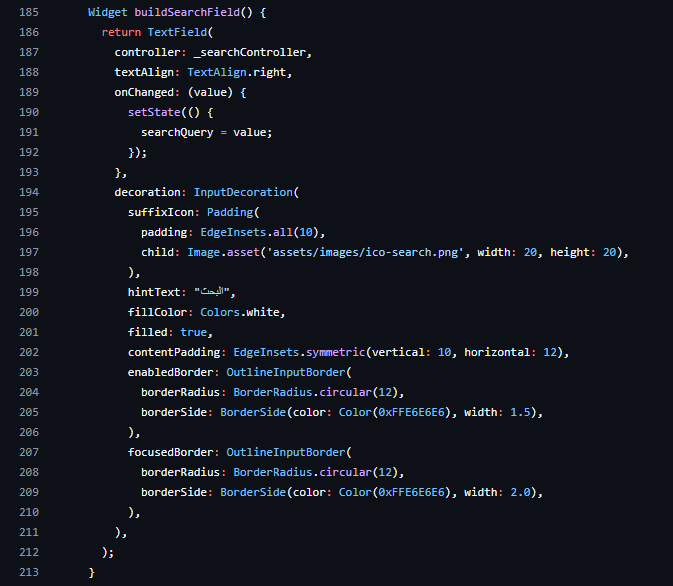 185 Widget buildSearchField() {
186 return TextField(
187 controller: _searchController,
188 textAlign: TextAlign.right,
189 onChanged: (value) {
190 setState(() {
191 searchQuery = value;
192 });
193 },
194 decoration: InputDecoration(
195 suffixIcon: Padding(
196 padding: EdgeInsets.all(10),
197 child: Image.asset('assets/images/ico-search.png', width: 20, height: 20),
198 ),
199 hintText: "البحث",
200 fillColor: Colors.white,
201 filled: true,
202 contentPadding: EdgeInsets.symmetric(vertical: 10, horizontal: 12),
203 enabledBorder: OutlineInputBorder(
204 borderRadius: BorderRadius.circular(12),
205 borderSide: BorderSide(color: Color(0xFFE6E6E6), width: 1.5),
206 ),
207 focusedBorder: OutlineInputBorder(
208 borderRadius: BorderRadius.circular(12),
209 borderSide: BorderSide(color: Color(0xFFE6E6E6), width: 2.0),
210 ),
211 ),
212 );
213 }